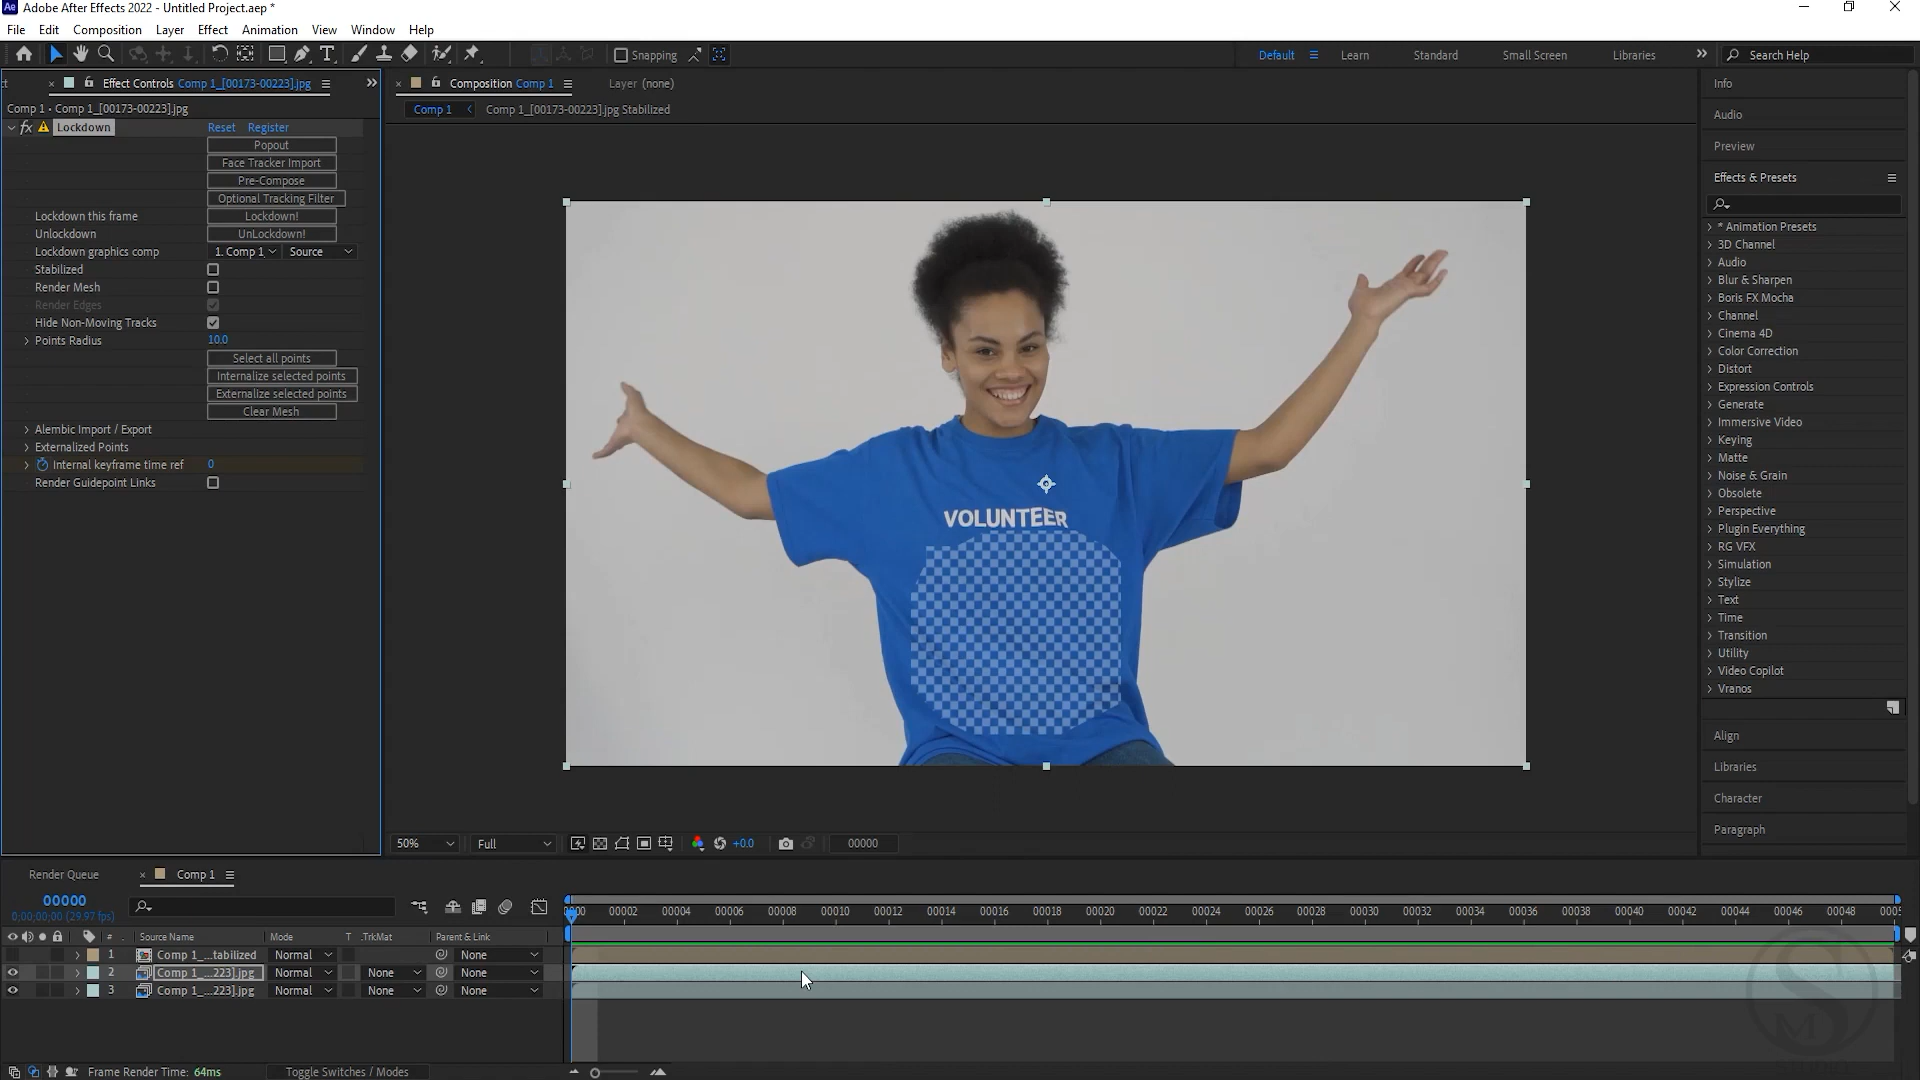 Ae Adobe After Effects 2022 - Untitled Project.aep *
File Edit Composition Layer Effect Animation View Window Help
Snapping
Default Learn Standard Small Screen Libraries Search Help
Effect Controls Comp 1_[00173-00223].jpg
Composition Comp 1
Layer (none)
Comp 1 • Comp 1_[00173-00223].jpg
Comp 1 Comp 1_[00173-00223].jpg Stabilized
fx Lockdown Reset Register
Popout
Face Tracker Import
Pre-Compose
Optional Tracking Filter
Lockdown this frame Lockdown!
Unlockdown UnLockdown!
Lockdown graphics comp 1. Comp 1 Source
Stabilized
Render Mesh
Render Edges
Hide Non-Moving Tracks
Points Radius 10.0
Select all points
Internalize selected points
Externalize selected points
Clear Mesh
Alembic Import / Export
Externalized Points
Internal keyframe time ref 0
Render Guidepoint Links
VOLUNTEER
Info
Audio
Preview
Effects & Presets
* Animation Presets
3D Channel
Audio
Blur & Sharpen
Boris FX Mocha
Channel
Cinema 4D
Color Correction
Distort
Expression Controls
Generate
Immersive Video
Keying
Matte
Noise & Grain
Obsolete
Perspective
Plugin Everything
RG VFX
Simulation
Stylize
Text
Time
Transition
Utility
Video Copilot
Vranos
Align
Libraries
Character
Paragraph
50% Full +0.0 00000
Render Queue Comp 1
00000
0;00;00;00 (29.97 fps)
00002 00004 00006 00008 00010 00012 00014 00016 00018 00020 00022 00024 00026 00028 00030 00032 00034 00036 00038 00040 00042 00044 00046 00048
# Source Name Mode T .TrkMat Parent & Link
1 Comp 1_...tabilized Normal None
2 Comp 1_...223].jpg Normal None None
3 Comp 1_...223].jpg Normal None None
Frame Render Time: 64ms Toggle Switches / Modes